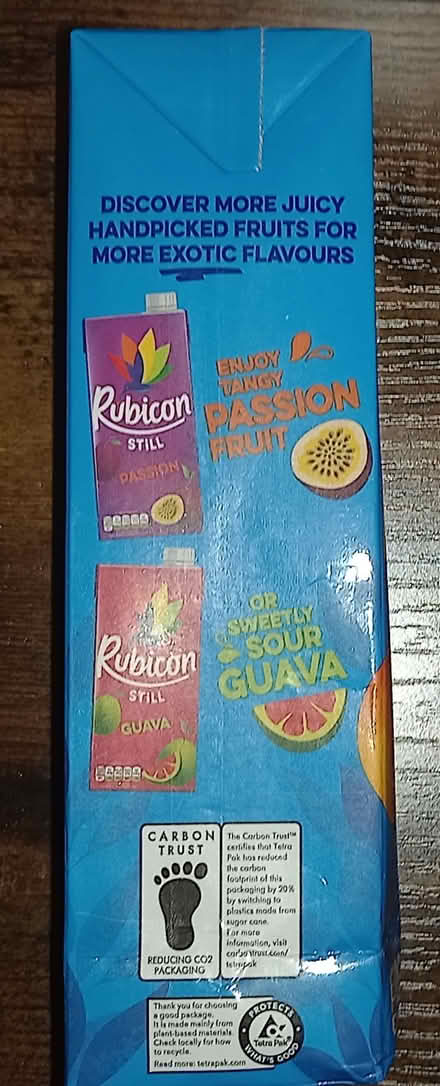 DISCOVER MORE JUICY
HANDPICKED FRUITS FOR
MORE EXOTIC FLAVOURS
Rubicon
STILL
PASSION
ENJOY
TANGY
PASSION
FRUIT
Rubicon
STILL
GUAVA
OR
SWEETLY
SOUR
GUAVA
CARBON
TRUST
REDUCING CO2
PACKAGING
The Carbon Trust™
certifies that Tetra
Pak has reduced
the carbon
footprint of this
packaging by 20%
by switching to
plastics made from
sugar cane.
For more
information, visit
carbontrust.com/
tetrapak
Thank you for choosing
a good package.
It is made mainly from
plant-based materials.
Check locally for how
to recycle.
Read more: tetrapak.com
PROTECTS
Tetra Pak®
WHAT'S GOOD